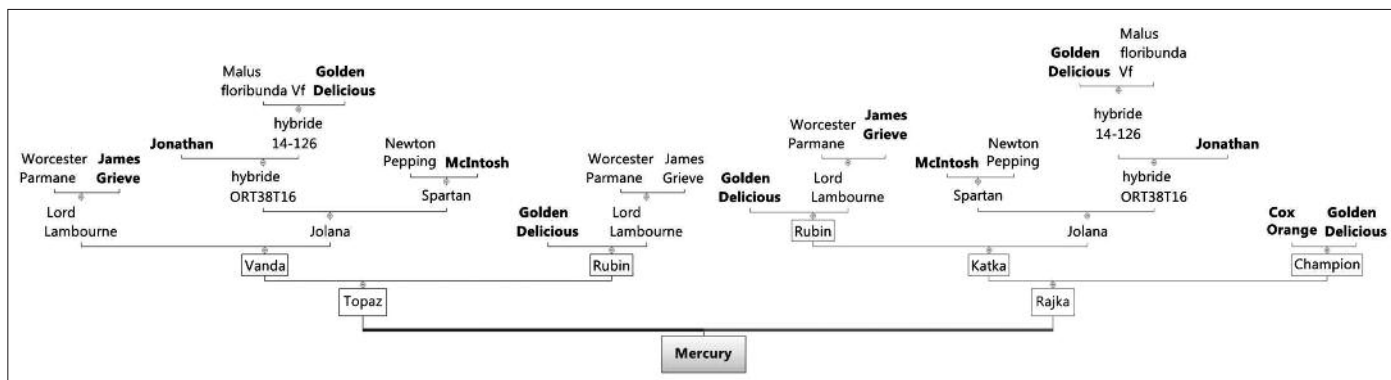 Malus
floribunda Vf
Golden
Delicious
hybride
14-126
Jonathan
Worcester
Parmane
James
Grieve
hybride
ORT38T16
Newton
Pepping
McIntosh
Spartan
Worcester
Parmane
James
Grieve
Lord
Lambourne
Jolana
Golden
Delicious
Lord
Lambourne
Vanda
Rubin
Topaz
Golden
Delicious
Malus
floribunda
Vf
hybride
14-126
Worcester
Parmane
James
Grieve
McIntosh
Newton
Pepping
Jonathan
Golden
Delicious
Lord
Lambourne
Spartan
hybride
ORT38T16
Rubin
Jolana
Cox
Orange
Golden
Delicious
Katka
Champion
Rajka
Mercury